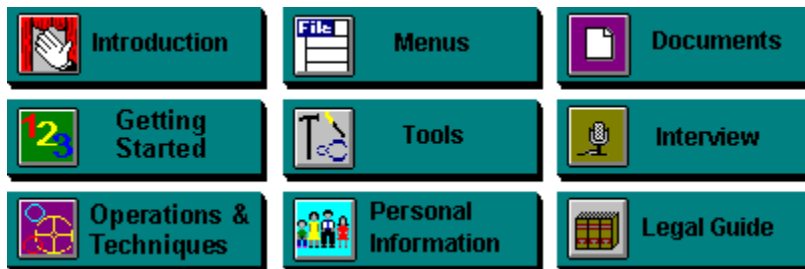 Introduction
File
Menus
Documents
123
Getting
Started
Tools
Interview
Operations &
Techniques
Personal
Information
Legal Guide